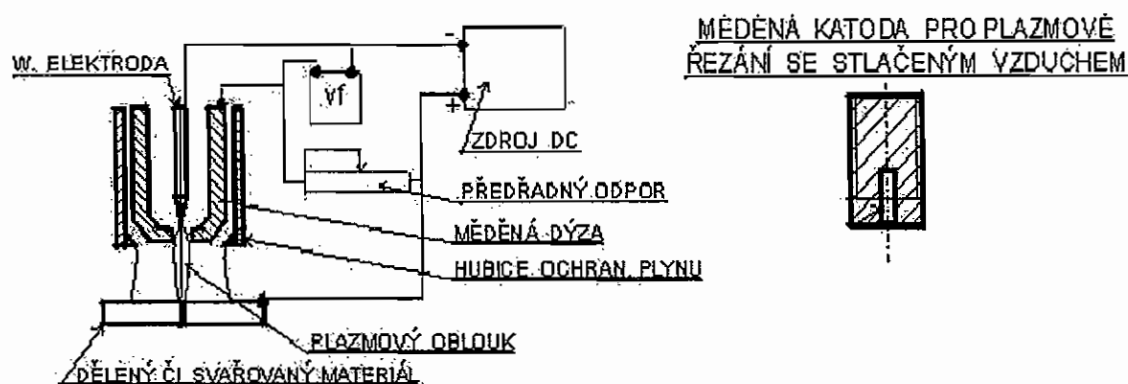 W. ELEKTRODA
vf
-
+
ZDROJ DC
PŘEDŘADNÝ ODPOR
MĚDĚNÁ DÝZA
HUBICE OCHRAN. PLYNU
PLAZMOVÝ OBLOUK
DĚLENÝ ČI SVAŘOVANÝ MATERIÁL
MĚDĚNÁ KATODA PRO PLAZMOVÉ
ŘEZÁNÍ SE STLAČENÝM VZDUCHEM